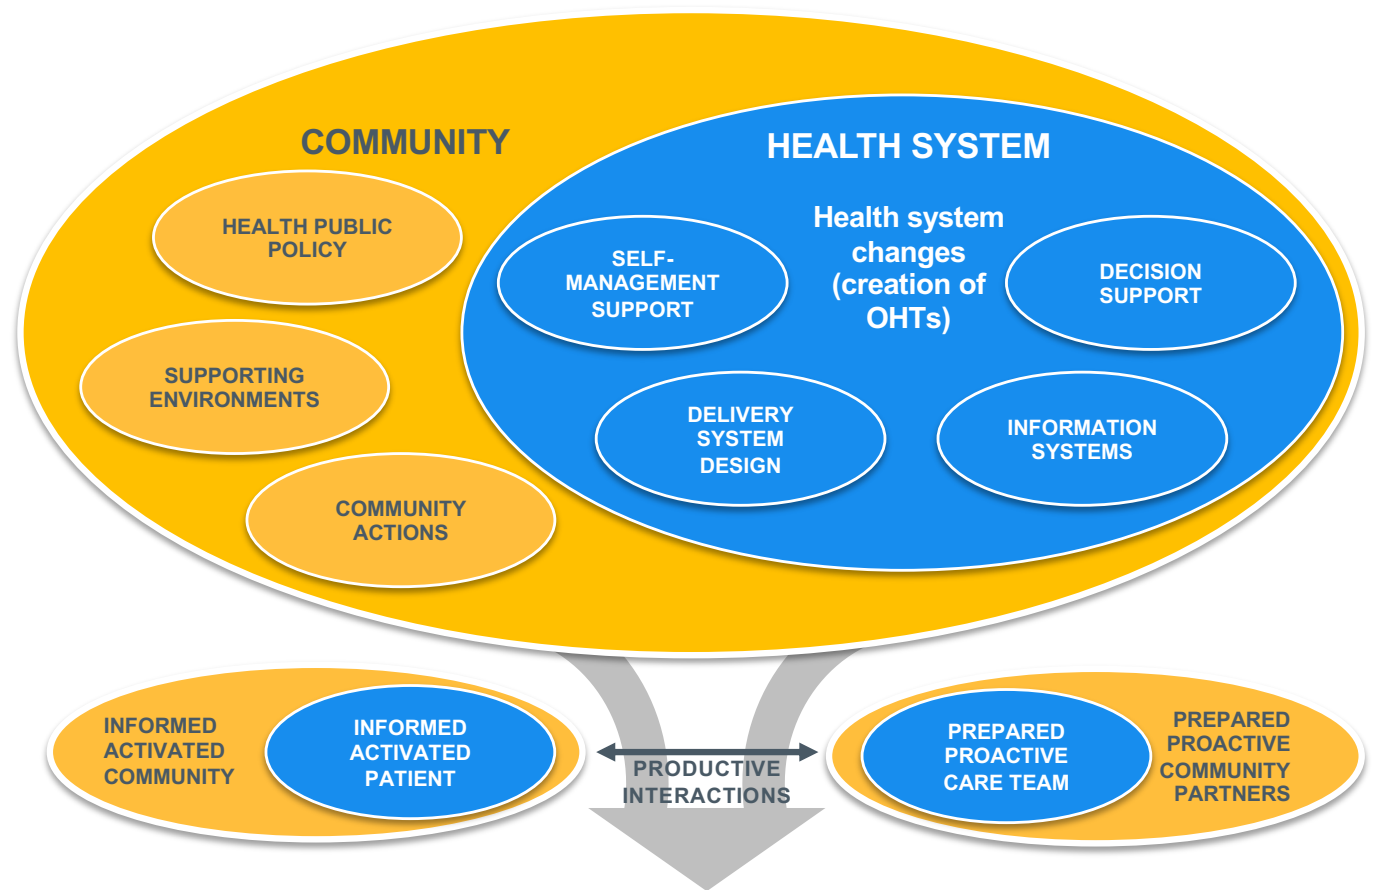 COMMUNITY
HEALTH PUBLIC
POLICY
SUPPORTING
ENVIRONMENTS
COMMUNITY
ACTIONS
HEALTH SYSTEM
Health system
changes
(creation of
OHTs)
SELF-
MANAGEMENT
SUPPORT
DECISION
SUPPORT
DELIVERY
SYSTEM
DESIGN
INFORMATION
SYSTEMS
INFORMED
ACTIVATED
COMMUNITY
INFORMED
ACTIVATED
PATIENT
PRODUCTIVE
INTERACTIONS
PREPARED
PROACTIVE
CARE TEAM
PREPARED
PROACTIVE
COMMUNITY
PARTNERS